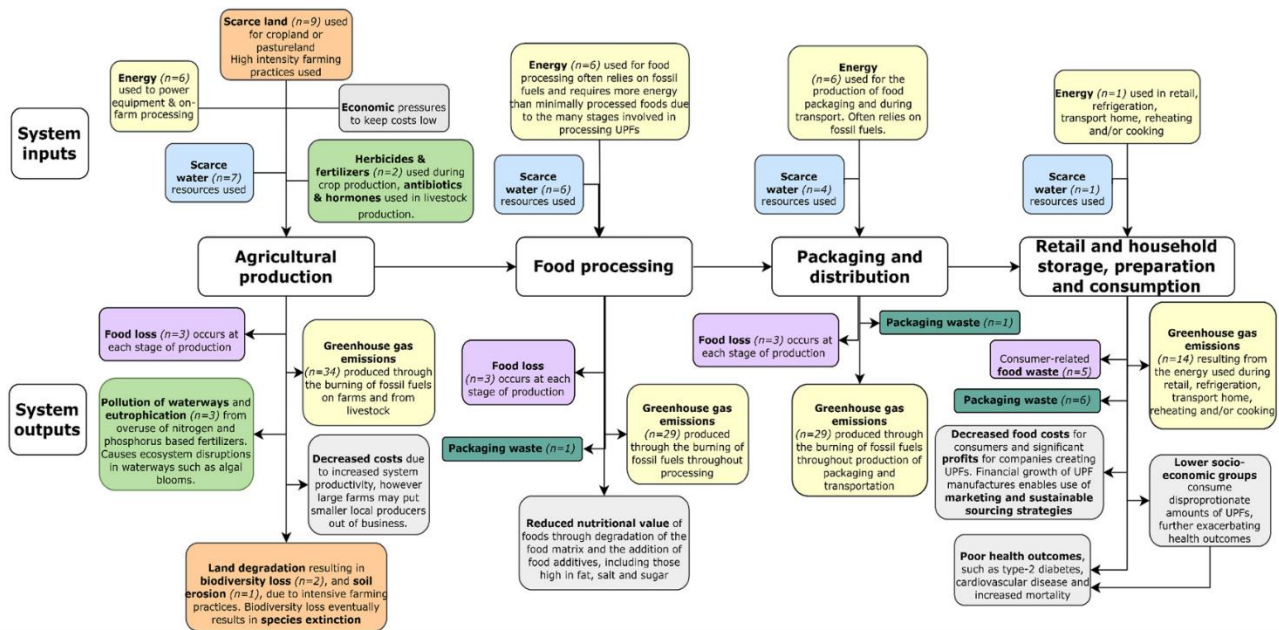 System
inputs
Scarce land (n=9) used
for cropland or
pastureland
High intensity farming
practices used
Energy (n=6)
used to power
equipment & on-
farm processing
Economic pressures
to keep costs low
Scarce
water (n=7)
resources used
Herbicides &
fertilizers (n=2) used during
crop production, antibiotics
& hormones used in livestock
production.
Energy (n=6) used for food
processing often relies on fossil
fuels and requires more energy
than minimally processed foods due
to the many stages involved in
processing UPFs
Scarce
water (n=6)
resources used
Energy
(n=6) used for the
production of food
packaging and during
transport. Often relies on
fossil fuels.
Scarce
water (n=4)
resources used
Energy (n=1) used in retail,
refrigeration,
transport home, reheating
and/or cooking
Scarce
water (n=1)
resources used
Agricultural
production
Food processing
Packaging and
distribution
Retail and household
storage, preparation
and consumption
System
outputs
Food loss (n=3) occurs at
each stage of production
Greenhouse gas
emissions
(n=34) produced through
the burning of fossil fuels
on farms and from
livestock
Pollution of waterways and
eutrophication (n=3) from
overuse of nitrogen and
phosphorus based fertilizers.
Causes ecosystem disruptions
in waterways such as algal
blooms.
Decreased costs due
to increased system
productivity, however
large farms may put
smaller local producers
out of business.
Land degradation resulting in
biodiversity loss (n=2), and soil
erosion (n=1), due to intensive farming
practices. Biodiversity loss eventually
results in species extinction
Food loss
(n=3) occurs at each
stage of production
Packaging waste (n=1)
Greenhouse gas
emissions
(n=29) produced through
the burning of fossil fuels
throughout processing
Reduced nutritional value of
foods through degradation of
the food matrix and the addition of
food additives, including those
high in fat, salt and sugar
Packaging waste (n=1)
Food loss (n=3) occurs at
each stage of production
Greenhouse gas
emissions
(n=29) produced through
the burning of fossil fuels
throughout production of
packaging and
transportation
Greenhouse gas
emissions
(n=14) resulting from
the energy used during
retail, refrigeration,
transport home,
reheating and/or cooking
Consumer-related
food waste (n=5)
Packaging waste (n=6)
Decreased food costs for
consumers and significant
profits for companies creating
UPFs. Financial growth of UPF
manufactures enables use of
marketing and sustainable
sourcing strategies
Lower socio-
economic groups
consume
disproprotionate
amounts of UPFs,
further exacerbating
health outcomes
Poor health outcomes,
such as type-2 diabetes,
cardiovascular disease and
increased mortality